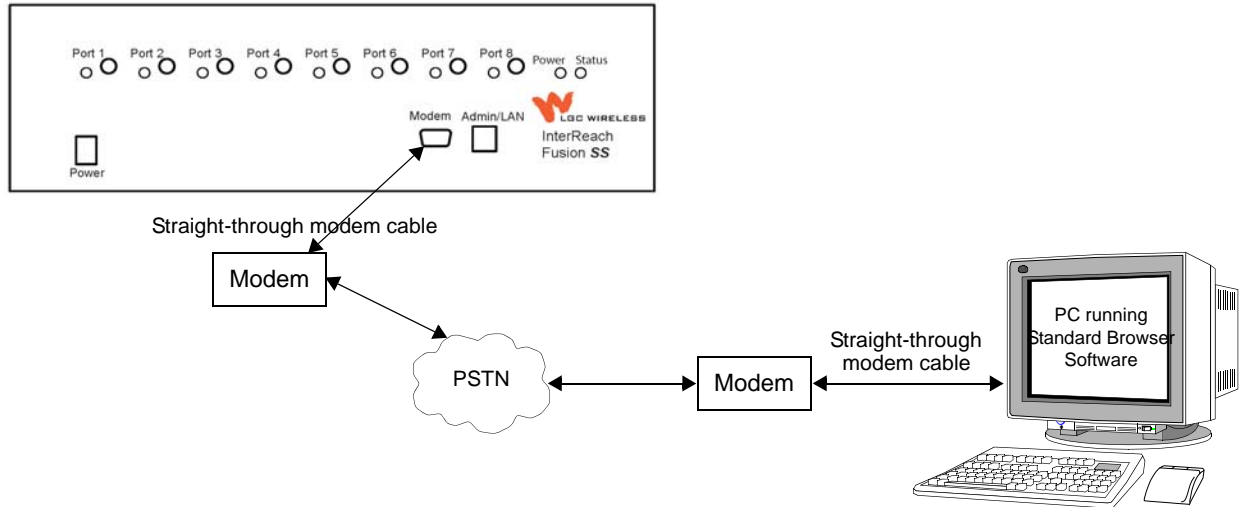 Port 1 Port 2 Port 3 Port 4 Port 5 Port 6 Port 7 Port 8 Power Status
Modem Admin/LAN
LGC WIRELESS
InterReach
Fusion SS
Power
Straight-through modem cable
Modem
PSTN
Straight-through
modem cable
Modem
PC running
Standard Browser
Software